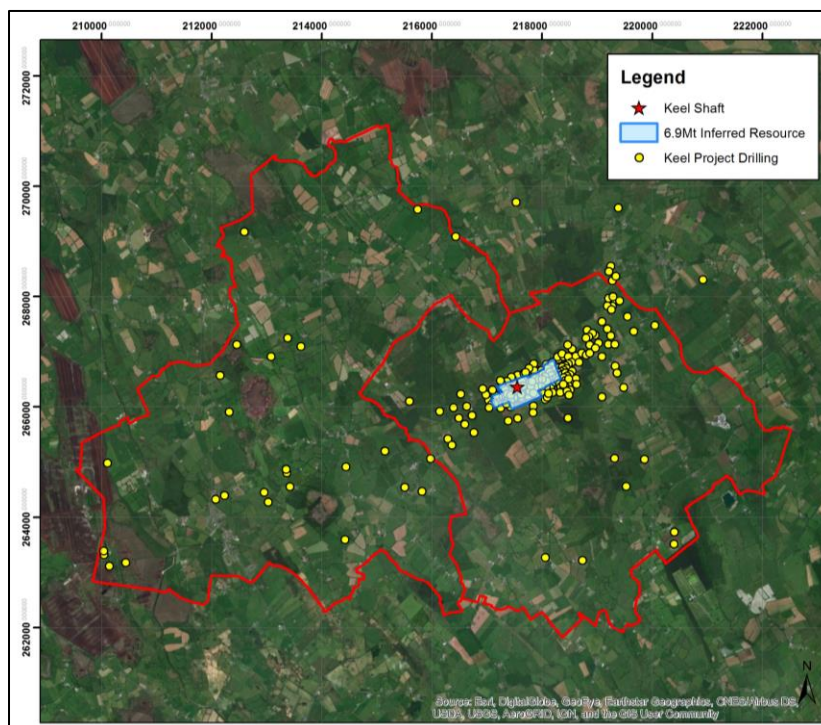 210000
212000
214000
216000
218000
220000
222000
272000
270000
268000
266000
264000
262000
Legend
Keel Shaft
6.9Mt Inferred Resource
Keel Project Drilling
N
Source: Esri, DigitalGlobe, GeoEye, Earthstar Geographics, CNES/Airbus DS,
USDA, USGS, AeroGRID, IGN, and the GIS User Community